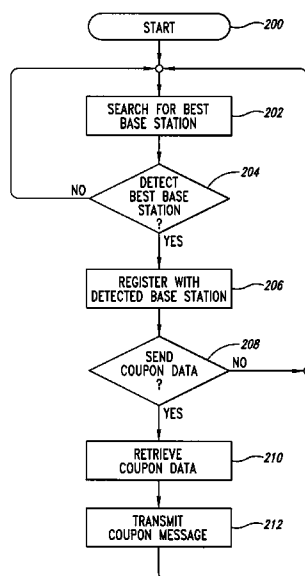 START
200
SEARCH FOR BEST
BASE STATION
202
DETECT
BEST BASE
STATION
?
204
NO
YES
REGISTER WITH
DETECTED BASE STATION
206
SEND
COUPON DATA
?
208
NO
YES
RETRIEVE
COUPON DATA
210
TRANSMIT
COUPON MESSAGE
212